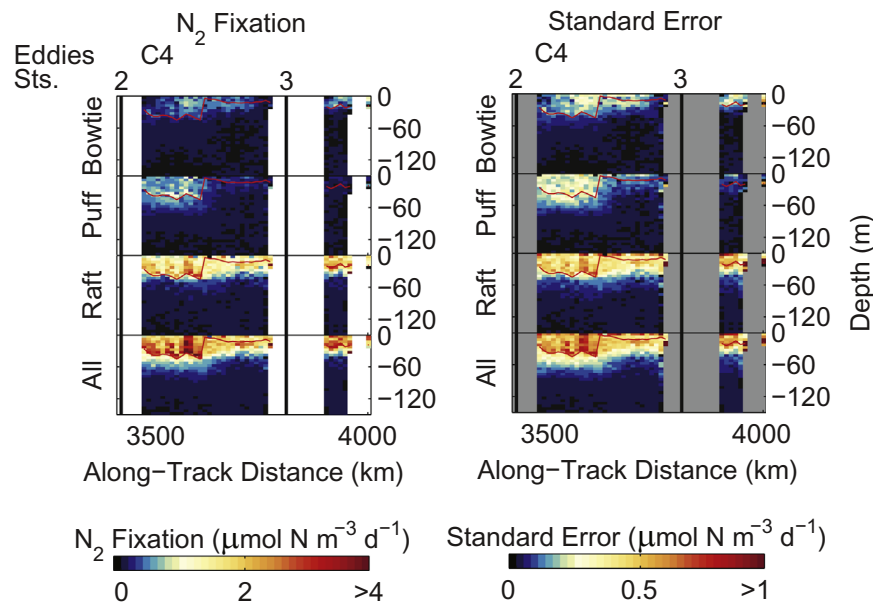 N2 Fixation Standard Error
Eddies C4 C4
Sts. 2 3 2 3
Bowtie 0 −60 −120 Bowtie 0 −60 −120
Puff 0 −60 −120 Puff 0 −60 −120
Raft 0 −60 −120 Raft 0 −60 −120
All 0 −60 −120 All 0 −60 −120
Depth (m)
3500 4000 3500 4000
Along−Track Distance (km) Along−Track Distance (km)
N2 Fixation (μmol N m−3 d−1) Standard Error (μmol N m−3 d−1)
0 2 >4 0 0.5 >1